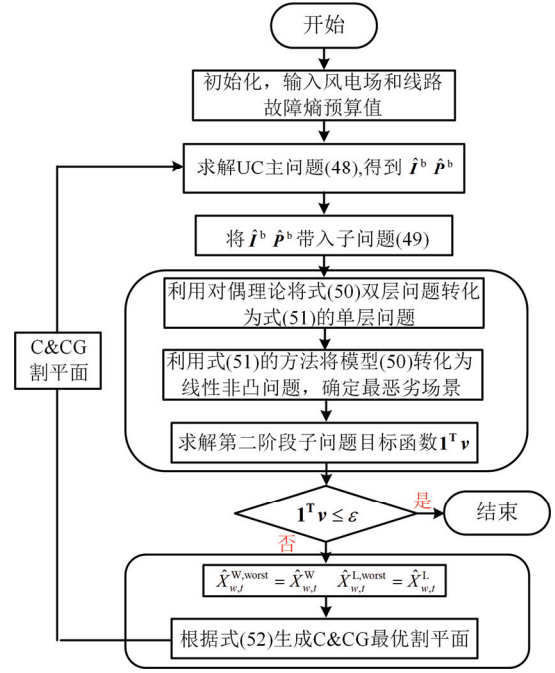 开始
初始化，输入风电场和线路
故障熵预算值
求解UC主问题(48),得到 Î ᵇ P̂ ᵇ
将 Î ᵇ P̂ ᵇ 带入子问题(49)
利用对偶理论将式(50)双层问题转化
为式(51)的单层问题
利用式(51)的方法将模型(50)转化为
线性非凸问题，确定最恶劣场景
求解第二阶段子问题目标函数1ᵀv
1ᵀv ≤ ε
是
结束
否
X̂_{w,t}^{W,worst} = X̂_{w,t}^{W} X̂_{w,t}^{L,worst} = X̂_{w,t}^{L}
根据式(52)生成C&CG最优割平面
C&CG
割平面